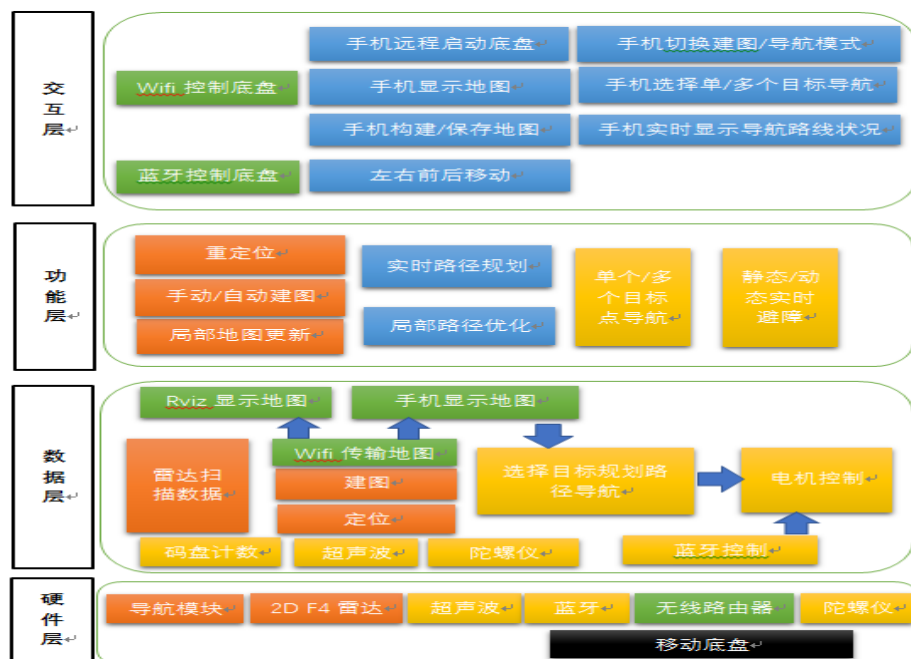 交
互
层
手机远程启动底盘
手机切换建图/导航模式
Wifi 控制底盘
手机显示地图
手机选择单/多个目标导航
手机构建/保存地图
手机实时显示导航路线状况
蓝牙控制底盘
左右前后移动
功
能
层
重定位
手动/自动建图
局部地图更新
实时路径规划
局部路径优化
单个/多
个目标
点导航
静态/动
态实时
避障
数
据
层
Rviz 显示地图
手机显示地图
雷达扫
描数据
Wifi 传输地图
建图
定位
选择目标规划路
径导航
电机控制
码盘计数
超声波
陀螺仪
蓝牙控制
硬
件
层
导航模块
2D F4 雷达
超声波
蓝牙
无线路由器
陀螺仪
移动底盘